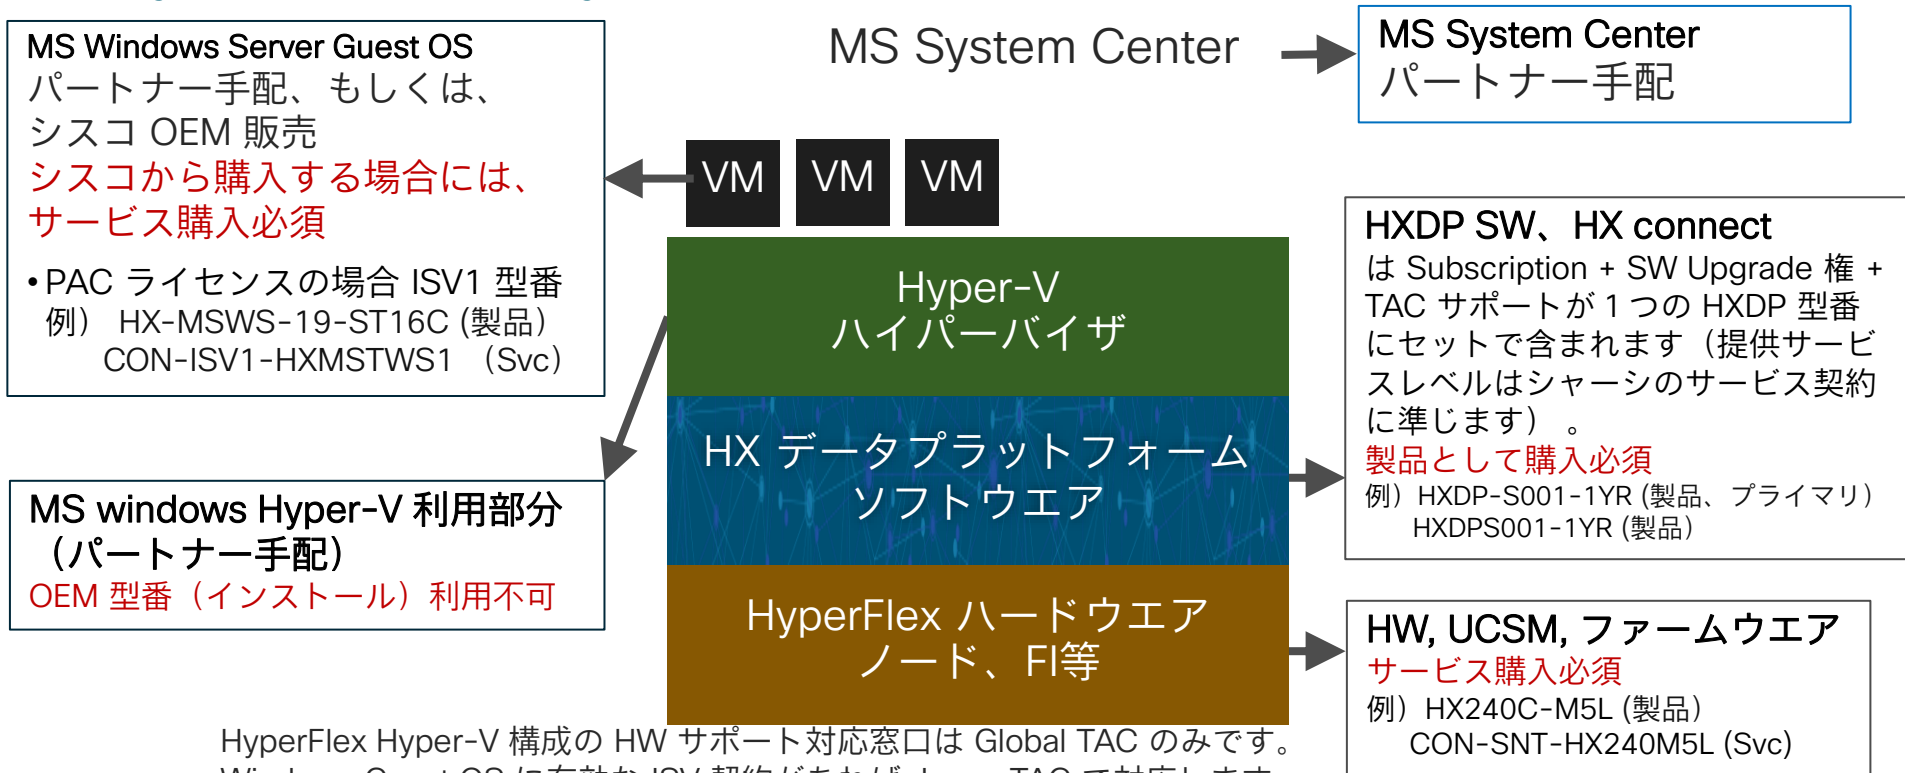 MS Windows Server Guest OS
パートナー手配、もしくは、
シスコ OEM 販売
シスコから購入する場合には、
サービス購入必須
•PAC ライセンスの場合 ISV1 型番
例） HX-MSWS-19-ST16C (製品）
CON-ISV1-HXMSTWS1 （Svc）
MS windows Hyper-V 利用部分
（パートナー手配）
OEM 型番（インストール）利用不可
MS System Center
VM VM VM
Hyper-V
ハイパーバイザ
HX データプラットフォーム
ソフトウエア
HyperFlex ハードウエア
ノード、FI等
MS System Center
パートナー手配
HXDP SW、HX connect
は Subscription + SW Upgrade 権 +
TAC サポートが 1 つの HXDP 型番
にセットで含まれます（提供サービ
スレベルはシャーシのサービス契約
に準じます） 。
製品として購入必須
例）HXDP-S001-1YR (製品、プライマリ）
HXDPS001-1YR (製品）
HW, UCSM, ファームウエア
サービス購入必須
例）HX240C-M5L (製品）
CON-SNT-HX240M5L (Svc)
HyperFlex Hyper-V 構成の HW サポート対応窓口は Global TAC のみです。